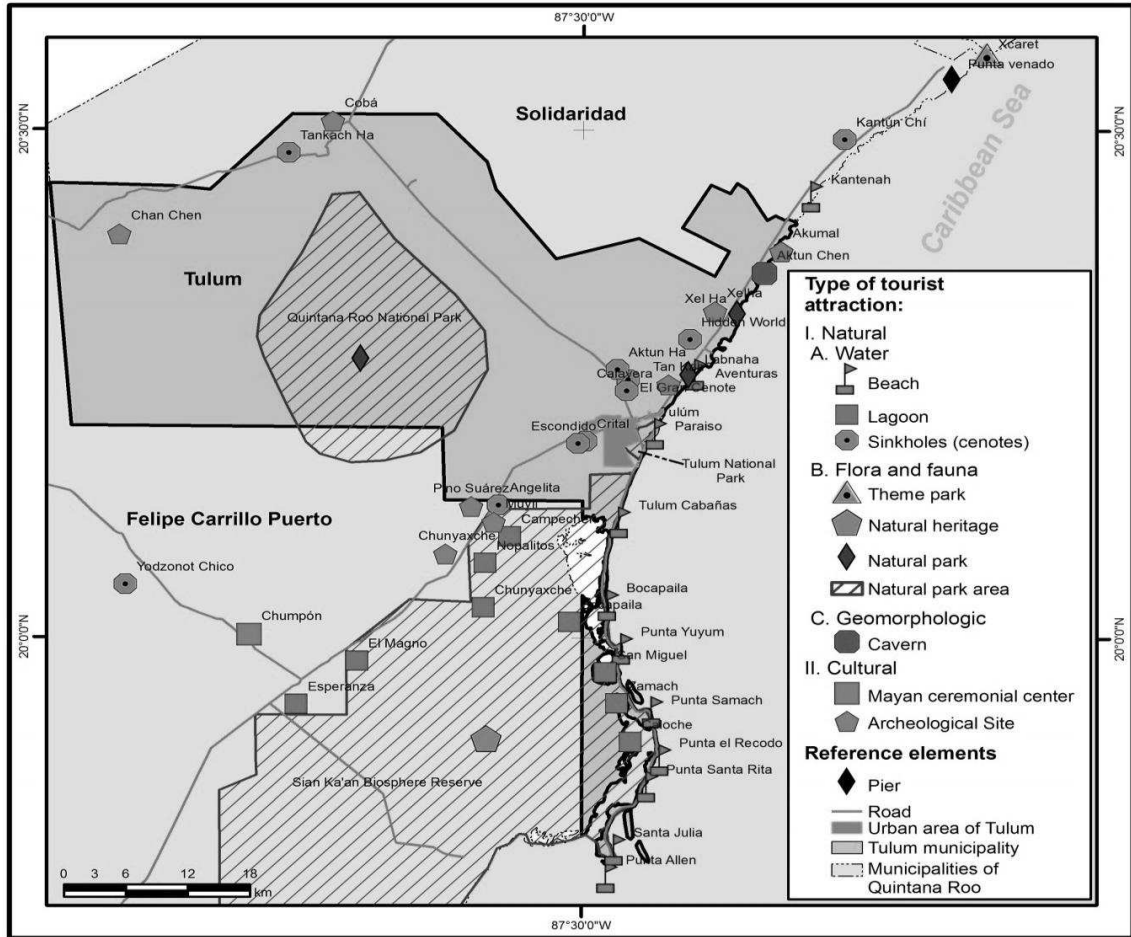 87°30'0"W
Xcaret
Punta venado
Cobá
Solidaridad
Kantun Chí
20°30'0"N
20°30'0"N
Tankach Ha
Caribbean Sea
Kantenah
Chan Chen
Akumal
Aktun Chen
Tulum
Xel Ha
Xelha
Quintana Roo National Park
Hidden World
Aktun Ha
Labnaha
Calavera
Tan
Aventuras
El Gran Cenote
Tulúm
Escondido
Crital
Paraiso
Tulum National
Park
Pino Suárez
Angelita
Muyil
Tulum Cabañas
Felipe Carrillo Puerto
Campechen
Chunyaxche
Nopalitos
Yodzonot Chico
Chunyaxché
Bocapaila
Chumpón
20°0'0"N
20°0'0"N
Punta Yuyum
El Magno
San Miguel
Esperanza
Punta Samach
Punta el Recodo
Sian Ka'an Biosphere Reserve
Punta Santa Rita
Santa Julia
Punta Allen
0 3 6 12 18
km
87°30'0"W
Type of tourist
attraction:
I. Natural
A. Water
Beach
Lagoon
Sinkholes (cenotes)
B. Flora and fauna
Theme park
Natural heritage
Natural park
Natural park area
C. Geomorphologic
Cavern
II. Cultural
Mayan ceremonial center
Archeological Site
Reference elements
Pier
Road
Urban area of Tulum
Tulum municipality
Municipalities of
Quintana Roo